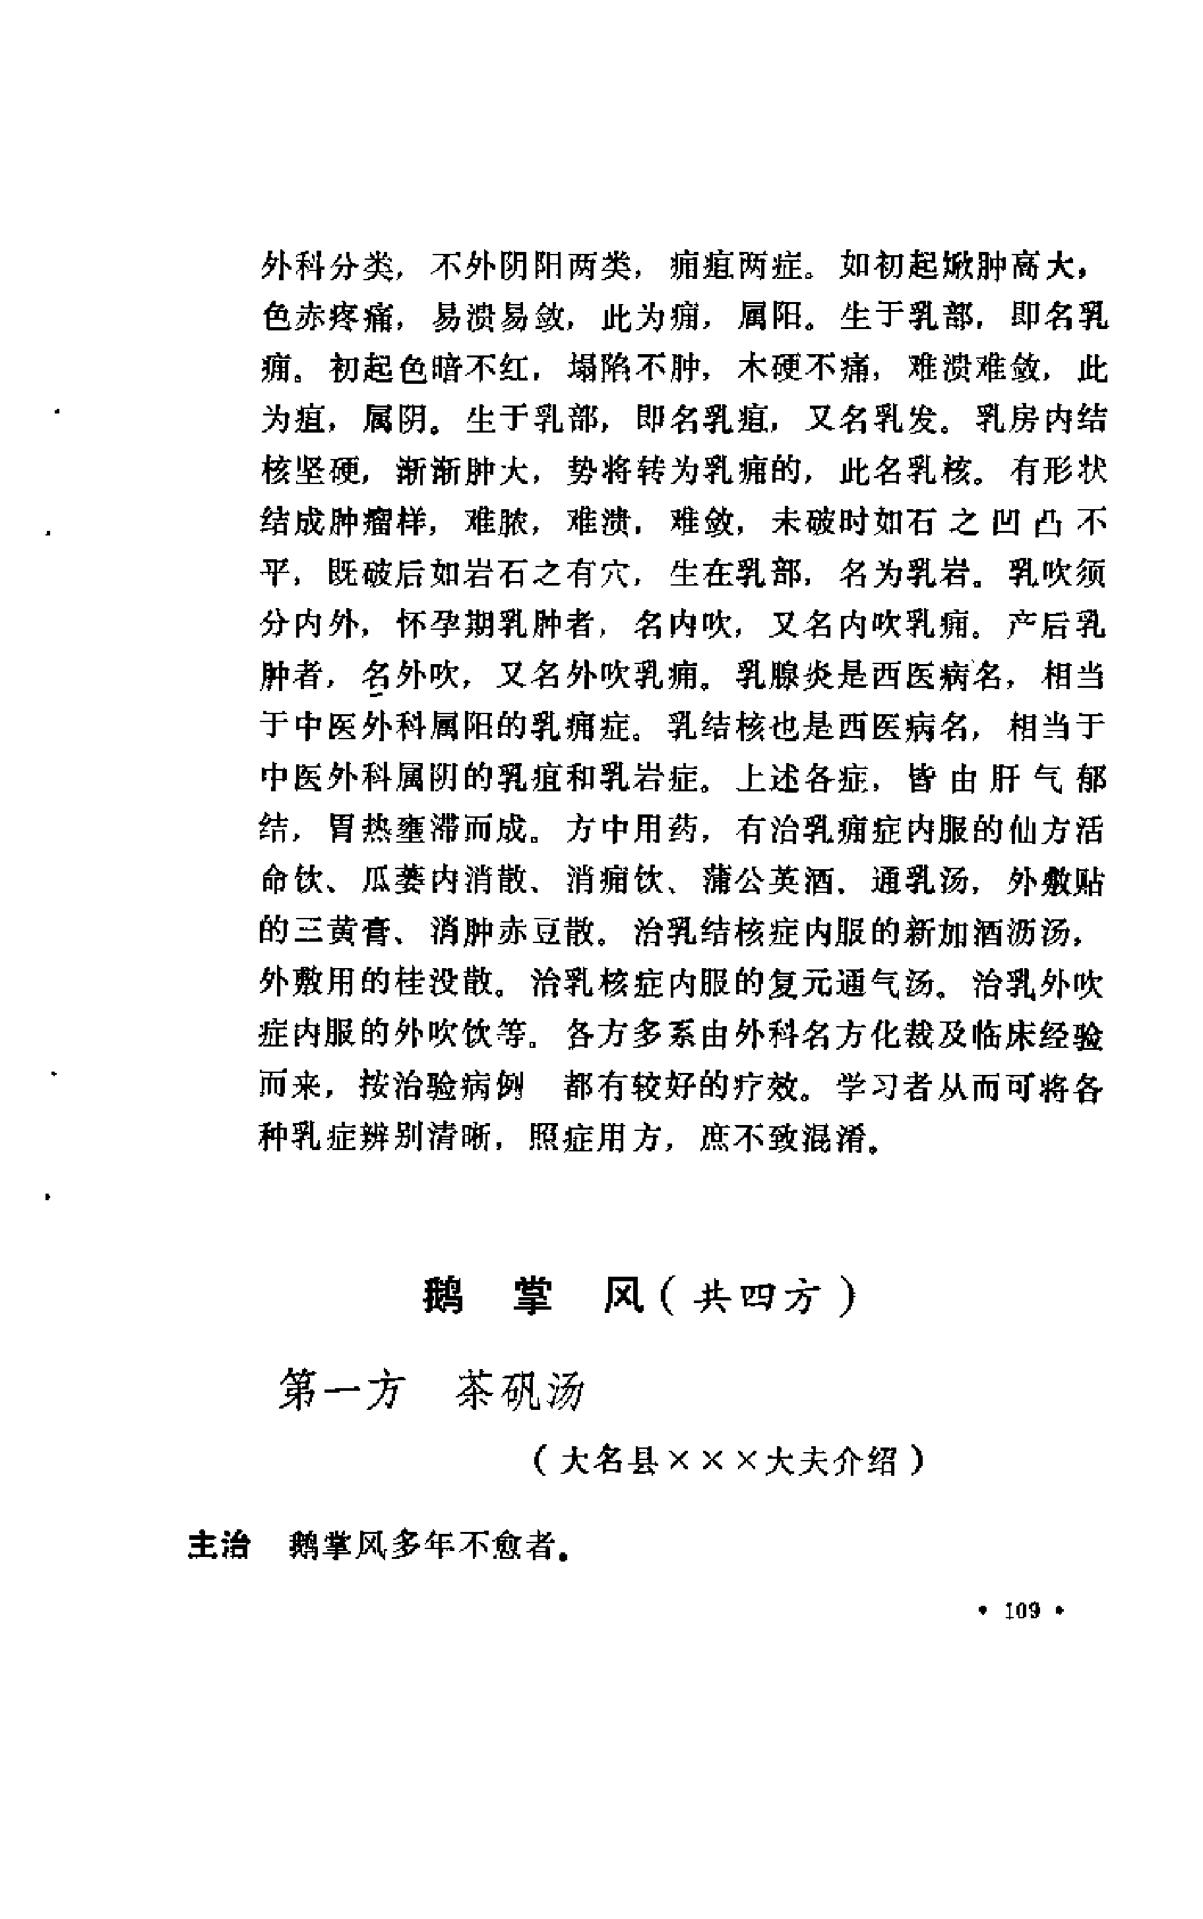 外科分类，不外阴阳两类，痈疽两症。如初起焮肿高大，
色赤疼痛，易溃易敛，此为痈，属阳。生于乳部，即名乳
痈。初起色暗不红，塌陷不肿，木硬不痛，难溃难敛，此
为疽，属阴。生于乳部，即名乳疽，又名乳发。乳房内结
核坚硬，渐渐肿大，势将转为乳痈的，此名乳核。有形状
结成肿瘤样，难脓，难溃，难敛，未破时如石之凹凸不
平，既破后如岩石之有穴，生在乳部，名为乳岩。乳吹须
分内外，怀孕期乳肿者，名内吹，又名内吹乳痈。产后乳
肿者，名外吹，又名外吹乳痈。乳腺炎是西医病名，相当
于中医外科属阳的乳痈症。乳结核也是西医病名，相当于
中医外科属阴的乳疽和乳岩症。上述各症，皆由肝气郁
结，胃热壅滞而成。方中用药，有治乳痈症内服的仙方活
命饮、瓜蒌内消散、消痈饮、蒲公英酒、通乳汤，外敷贴
的三黄膏、消肿赤豆散。治乳结核症内服的新加酒沥汤，
外敷用的桂没散。治乳核症内服的复元通气汤。治乳外吹
症内服的外吹饮等。各方多系由外科名方化裁及临床经验
而来，按治验病例 都有较好的疗效。学习者从而可将各
种乳症辨别清晰，照症用方，庶不致混淆。
鹅 掌 风（共四方）
第一方 茶矾汤
（大名县×××大夫介绍）
主治 鹅掌风多年不愈者。
• 109 •